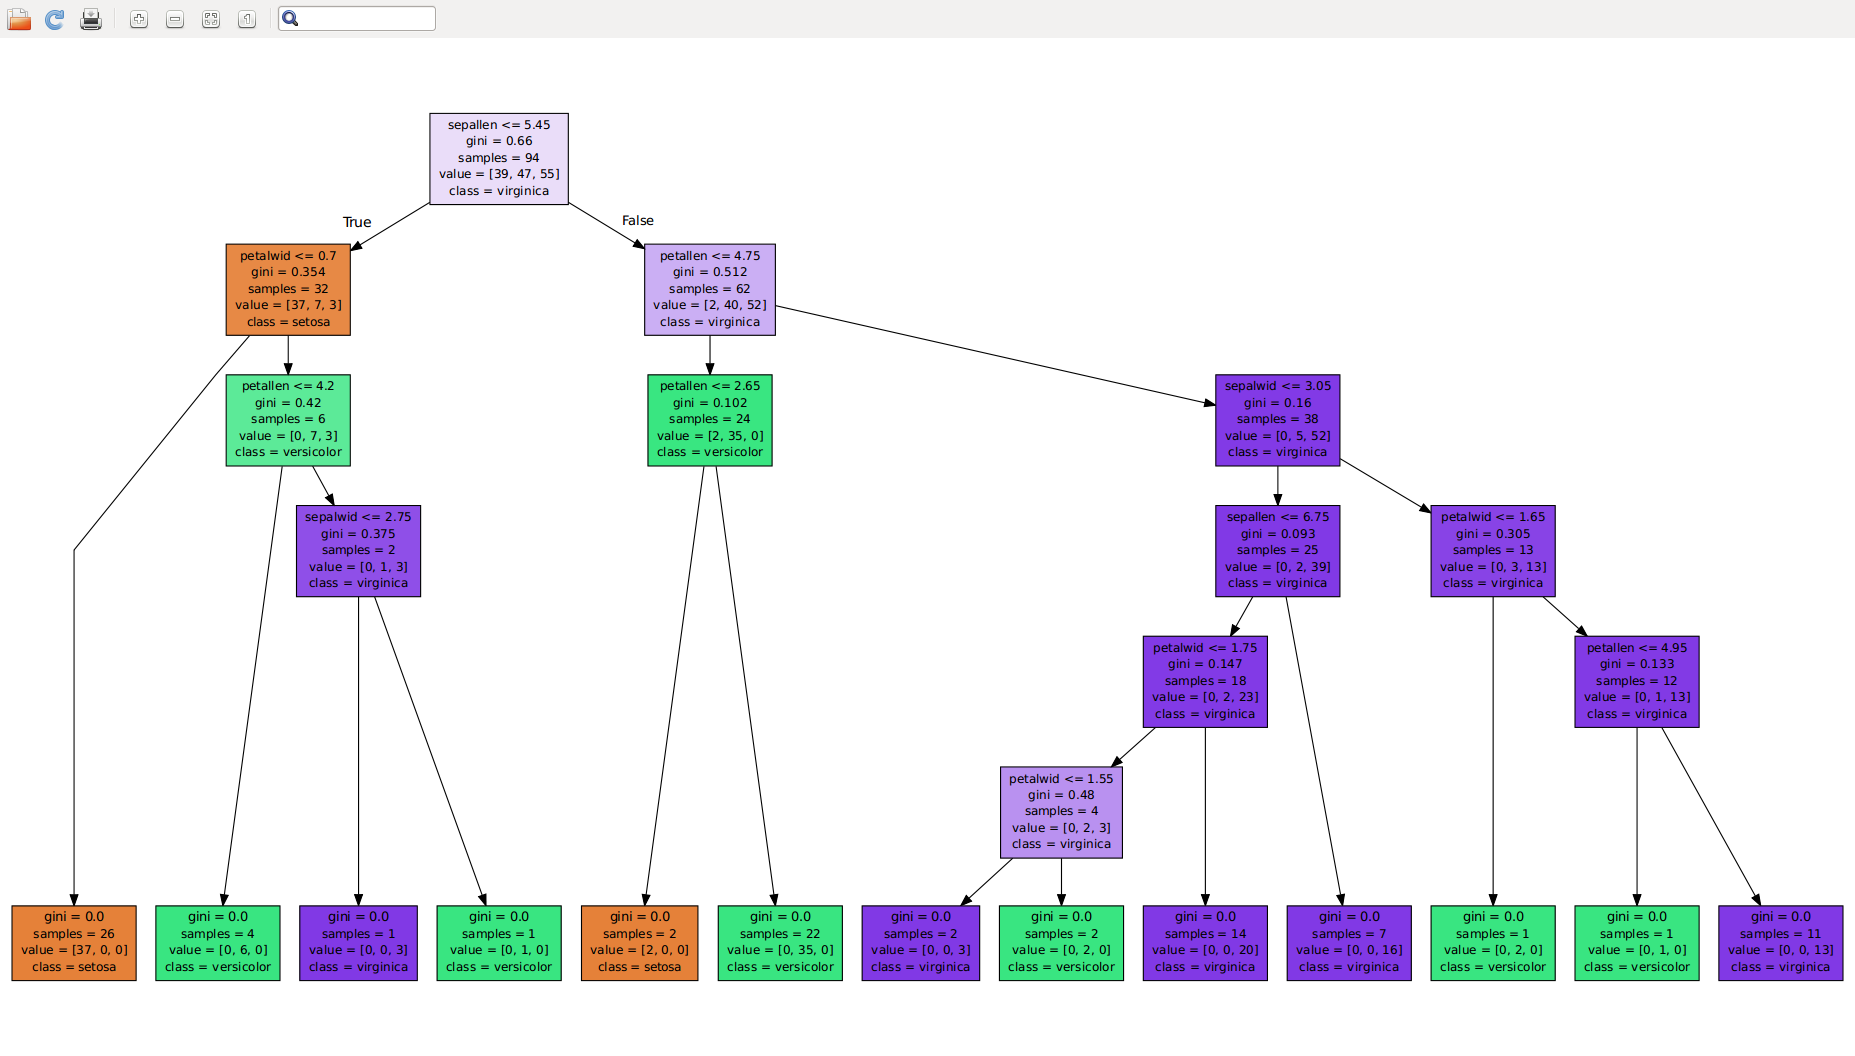 1
sepallen <= 5.45
gini = 0.66
samples = 94
value = [39, 47, 55]
class = virginica
True
False
petalwid <= 0.7
gini = 0.354
samples = 32
value = [37, 7, 3]
class = setosa
petallen <= 4.75
gini = 0.512
samples = 62
value = [2, 40, 52]
class = virginica
petallen <= 4.2
gini = 0.42
samples = 6
value = [0, 7, 3]
class = versicolor
petallen <= 2.65
gini = 0.102
samples = 24
value = [2, 35, 0]
class = versicolor
sepalwid <= 3.05
gini = 0.16
samples = 38
value = [0, 5, 52]
class = virginica
sepalwid <= 2.75
gini = 0.375
samples = 2
value = [0, 1, 3]
class = virginica
sepallen <= 6.75
gini = 0.093
samples = 25
value = [0, 2, 39]
class = virginica
petalwid <= 1.65
gini = 0.305
samples = 13
value = [0, 3, 13]
class = virginica
petalwid <= 1.75
gini = 0.147
samples = 18
value = [0, 2, 23]
class = virginica
petallen <= 4.95
gini = 0.133
samples = 12
value = [0, 1, 13]
class = virginica
petalwid <= 1.55
gini = 0.48
samples = 4
value = [0, 2, 3]
class = virginica
gini = 0.0
samples = 26
value = [37, 0, 0]
class = setosa
gini = 0.0
samples = 4
value = [0, 6, 0]
class = versicolor
gini = 0.0
samples = 1
value = [0, 0, 3]
class = virginica
gini = 0.0
samples = 1
value = [0, 1, 0]
class = versicolor
gini = 0.0
samples = 2
value = [2, 0, 0]
class = setosa
gini = 0.0
samples = 22
value = [0, 35, 0]
class = versicolor
gini = 0.0
samples = 2
value = [0, 0, 3]
class = virginica
gini = 0.0
samples = 2
value = [0, 2, 0]
class = versicolor
gini = 0.0
samples = 14
value = [0, 0, 20]
class = virginica
gini = 0.0
samples = 7
value = [0, 0, 16]
class = virginica
gini = 0.0
samples = 1
value = [0, 2, 0]
class = versicolor
gini = 0.0
samples = 1
value = [0, 1, 0]
class = versicolor
gini = 0.0
samples = 11
value = [0, 0, 13]
class = virginica